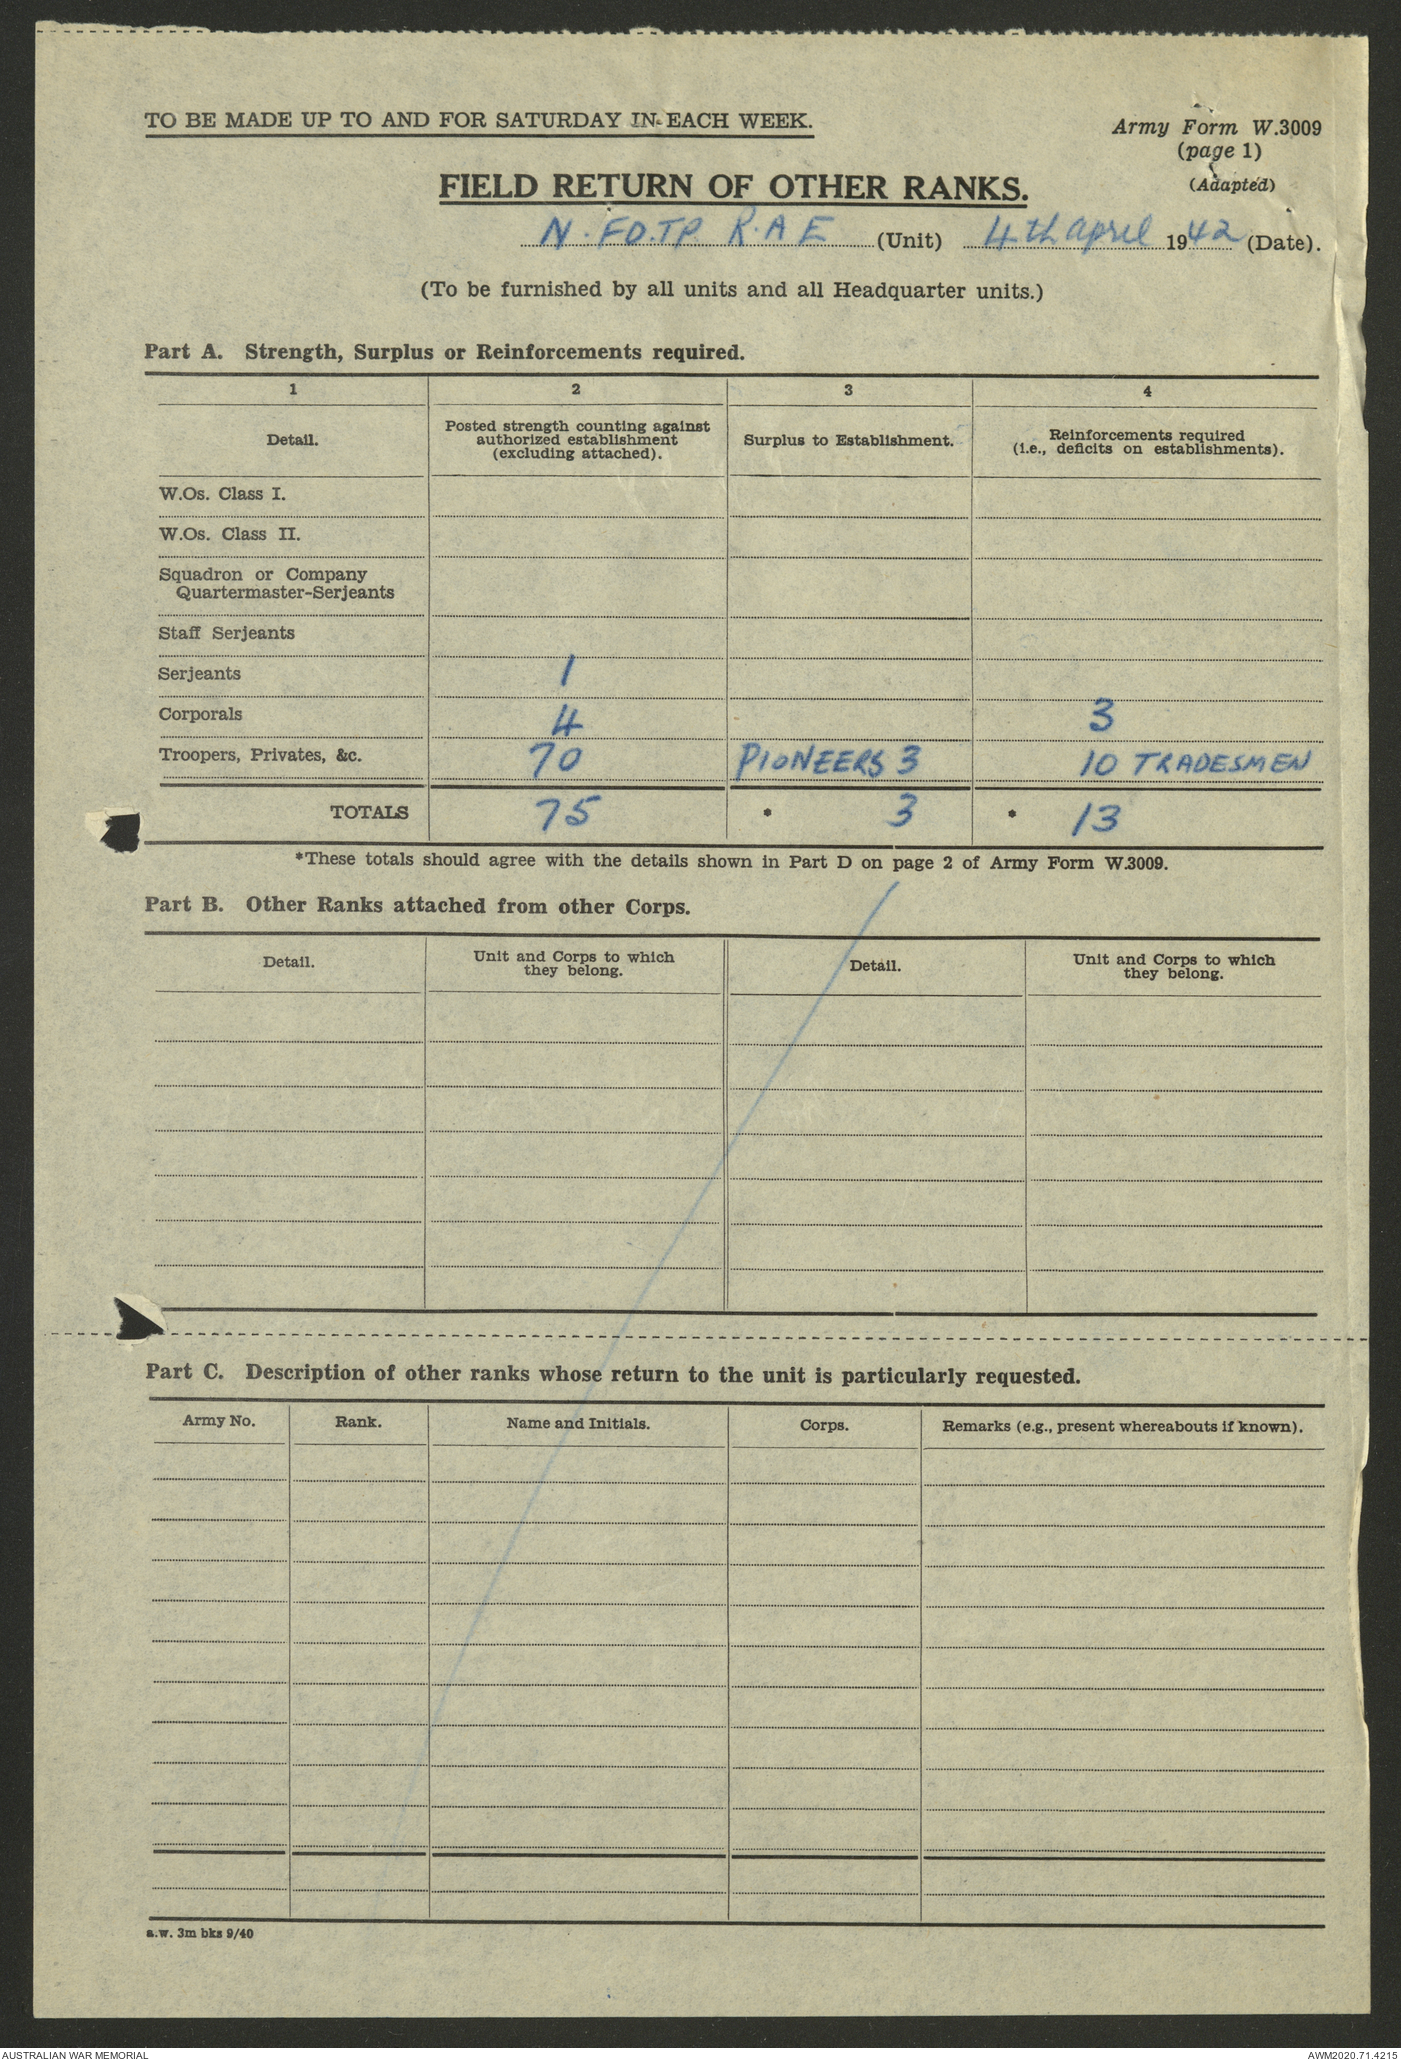 TO BE MADE UP TO AND FOR SATURDAY IN EACH WEEK.
Army Form W.3009
(page 1)
(Adapted)
FIELD RETURN OF OTHER RANKS.
N. FD. TP. R.A E (Unit) 4th April 1942 (Date).
(To be furnished by all units and all Headquarter units.)
Part A. Strength, Surplus or Reinforcements required.
1 2 3 4
Detail. Posted strength counting against authorized establishment (excluding attached). Surplus to Establishment. Reinforcements required (i.e., deficits on establishments).
W.Os. Class I.
W.Os. Class II.
Squadron or Company
Quartermaster-Serjeants
Staff Serjeants
Serjeants 1
Corporals 4 3
Troopers, Privates, &c. 70 PIONEERS 3 10 TRADESMEN
TOTALS 75 * 3 * 13
*These totals should agree with the details shown in Part D on page 2 of Army Form W.3009.
Part B. Other Ranks attached from other Corps.
Detail. Unit and Corps to which they belong. Detail. Unit and Corps to which they belong.
Part C. Description of other ranks whose return to the unit is particularly requested.
Army No. Rank. Name and Initials. Corps. Remarks (e.g., present whereabouts if known).
a.w. 3m bks 9/40
AUSTRALIAN WAR MEMORIAL AWM2020.71.4215